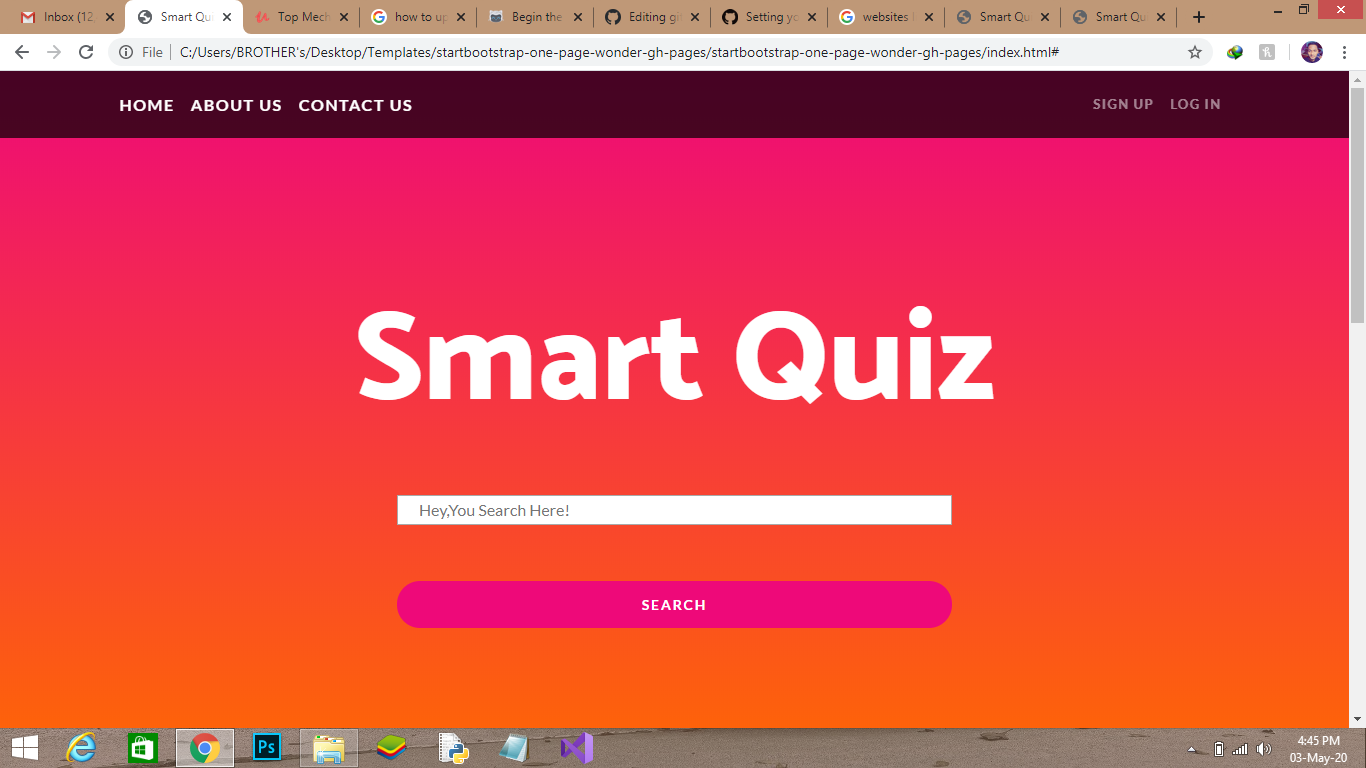 Inbox (12
Smart Qu
Top Mech
how to up
Begin the
Editing gi
Setting yo
websites
Smart Qu
Smart Qu
File
C:/Users/BROTHER's/Desktop/Templates/startbootstrap-one-page-wonder-gh-pages/startbootstrap-one-page-wonder-gh-pages/index.html#
HOME ABOUT US CONTACT US
SIGN UP LOG IN
Smart Quiz
Hey,You Search Here!
SEARCH
Ps
4:45 PM
03-May-20